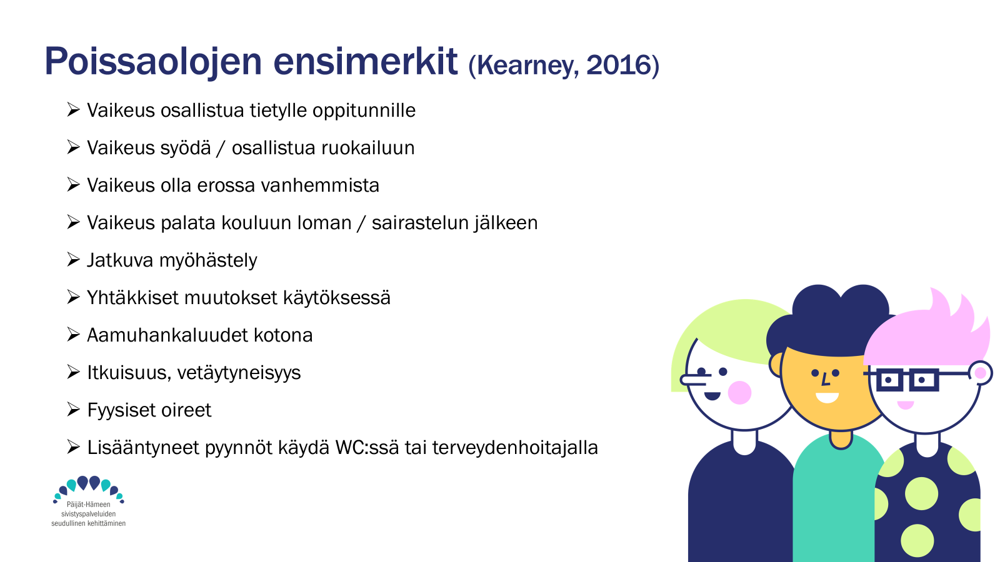 Poissaolojen ensimerkit (Kearney, 2016)
Vaikeus osallistua tietylle oppitunnille
Vaikeus syödä / osallistua ruokailuun
Vaikeus olla erossa vanhemmista
Vaikeus palata kouluun loman / sairastelun jälkeen
Jatkuva myöhästely
Yhtäkkiset muutokset käytöksessä
Aamuhankaluudet kotona
Itkuisuus, vetäytyneisyys
Fyysiset oireet
Lisääntyneet pyynnöt käydä WC:ssä tai terveydenhoitajalla
Päijät-Hämeen
sivistyspalveluiden
seudullinen kehittäminen